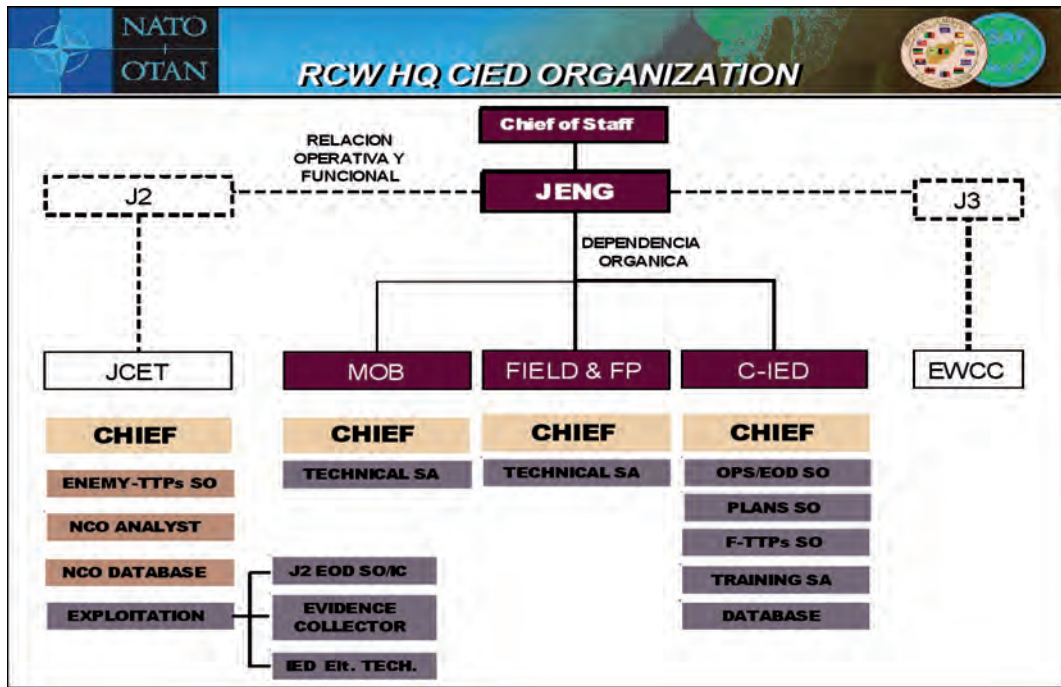 NATO
OTAN
RCW HQ CIED ORGANIZATION
Chief of Staff
RELACION
OPERATIVA Y
FUNCIONAL
J2
JENG
J3
DEPENDENCIA
ORGANICA
JCET
MOB
FIELD & FP
C-IED
EWCC
CHIEF
CHIEF
CHIEF
CHIEF
ENEMY-TTPs SO
TECHNICAL SA
TECHNICAL SA
OPS/EOD SO
NCO ANALYST
PLANS SO
F-TTPs SO
NCO DATABASE
J2 EOD SO/IC
TRAINING SA
EXPLOITATION
EVIDENCE
COLLECTOR
DATABASE
IED Elt. TECH.